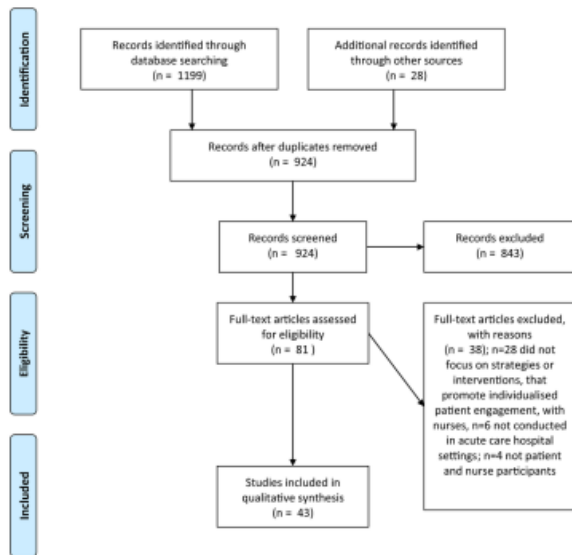 Identification
Records identified through
database searching
(n = 1199)
Additional records identified
through other sources
(n = 28)
Records after duplicates removed
(n = 924)
Screening
Records screened
(n = 924)
Records excluded
(n = 843)
Eligibility
Full-text articles assessed
for eligibility
(n = 81 )
Full-text articles excluded,
with reasons
(n = 38); n=28 did not
focus on strategies or
interventions, that
promote individualised
patient engagement, with
nurses, n=6 not conducted
in acute care hospital
settings; n=4 not patient
and nurse participants
Included
Studies included in
qualitative synthesis
(n = 43)